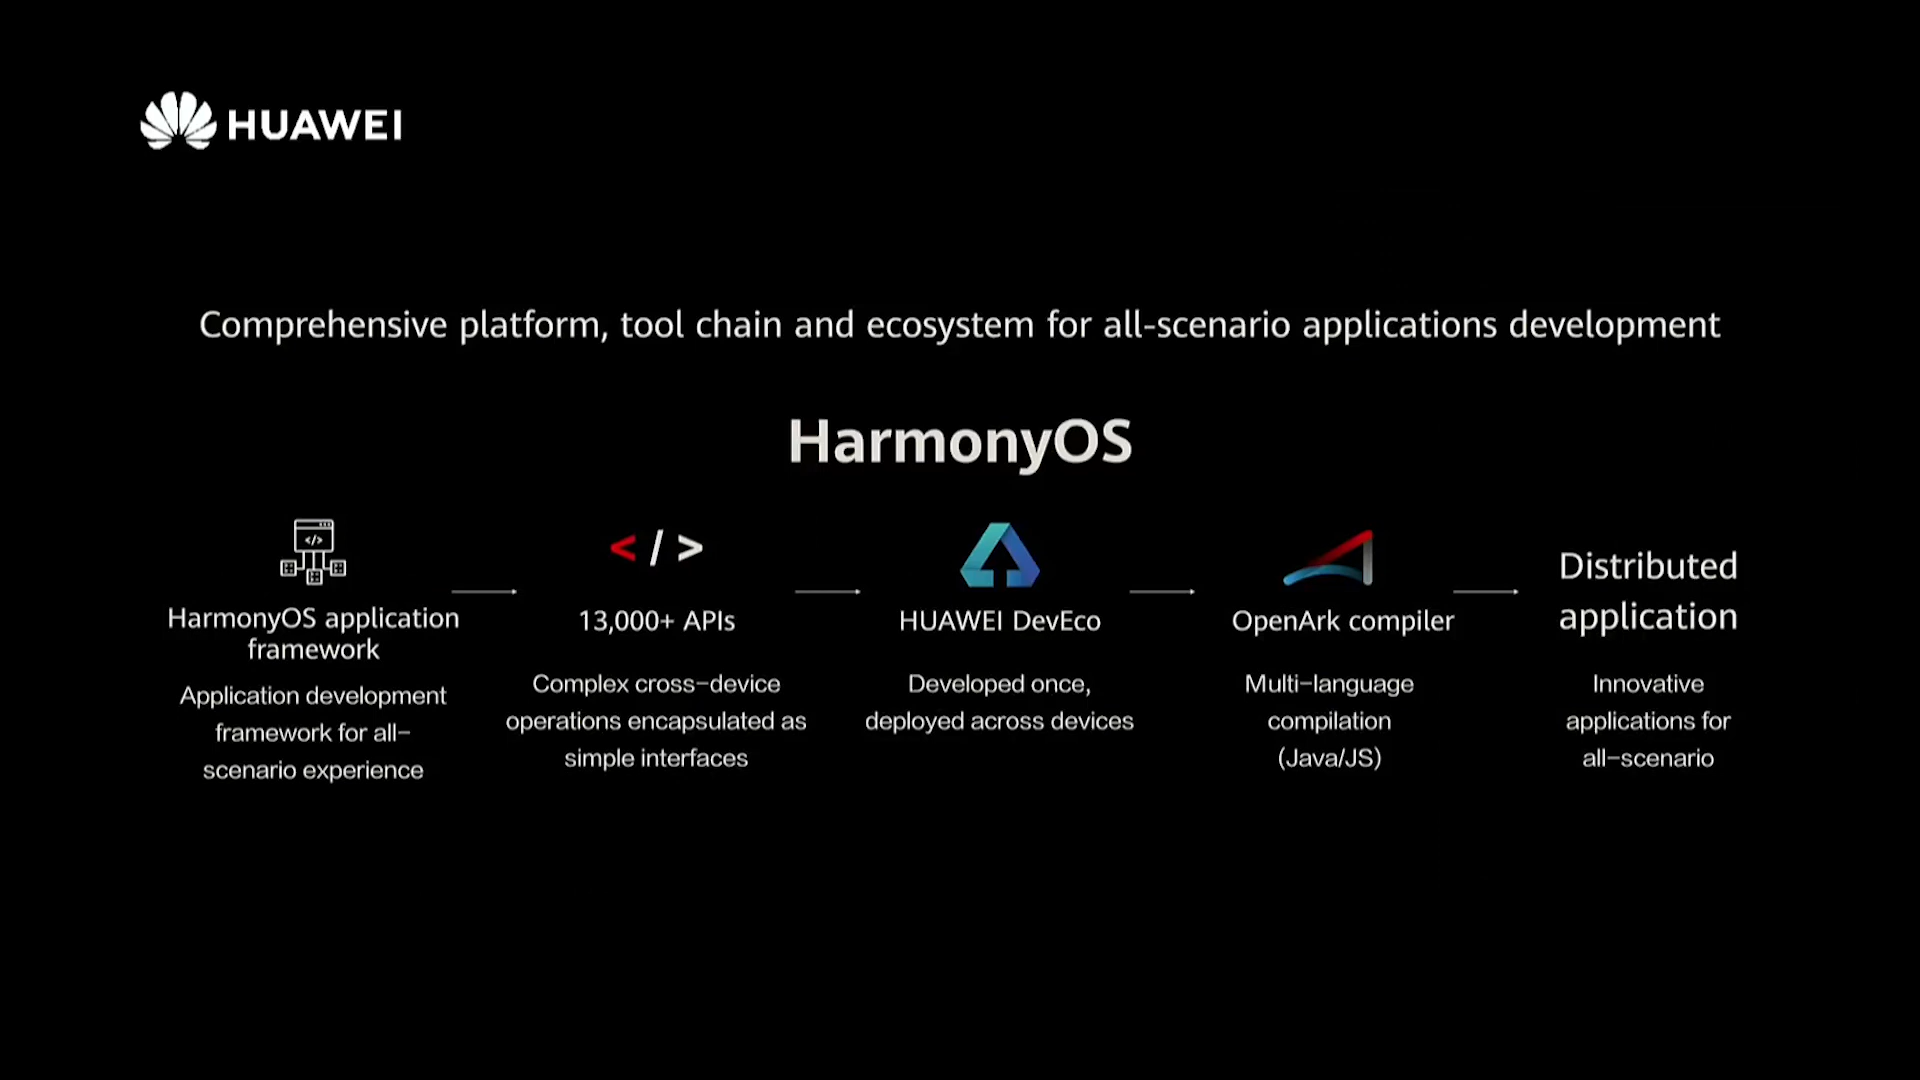 HUAWEI
Comprehensive platform, tool chain and ecosystem for all-scenario applications development
HarmonyOS
</>
HarmonyOS application
framework
Application development
framework for all-
scenario experience
< / >
13,000+ APIs
Complex cross-device
operations encapsulated as
simple interfaces
HUAWEI DevEco
Developed once,
deployed across devices
OpenArk compiler
Multi-language
compilation
(Java/JS)
Distributed
application
Innovative
applications for
all-scenario